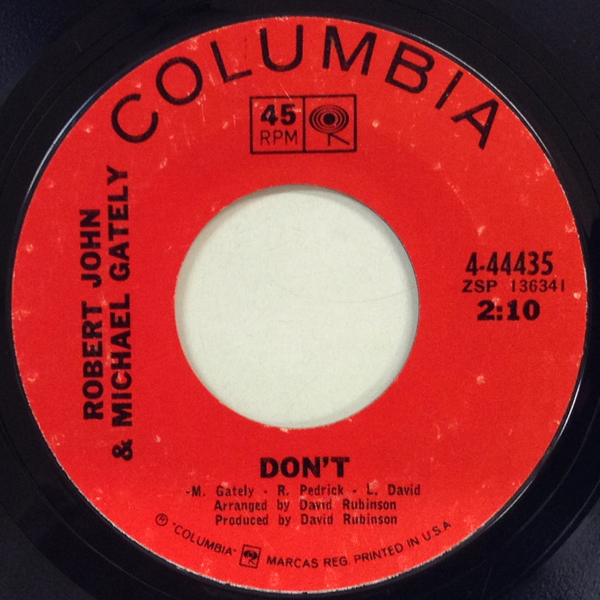 COLUMBIA
45
RPM
ROBERT JOHN
& MICHAEL GATELY
4-44435
ZSP 136341
2:10
DON'T
-M. Gately - R. Pedrick - L. David
Arranged by David Rubinson
Produced by David Rubinson
Ⓡ "COLUMBIA" MARCAS REG. PRINTED IN U.S.A